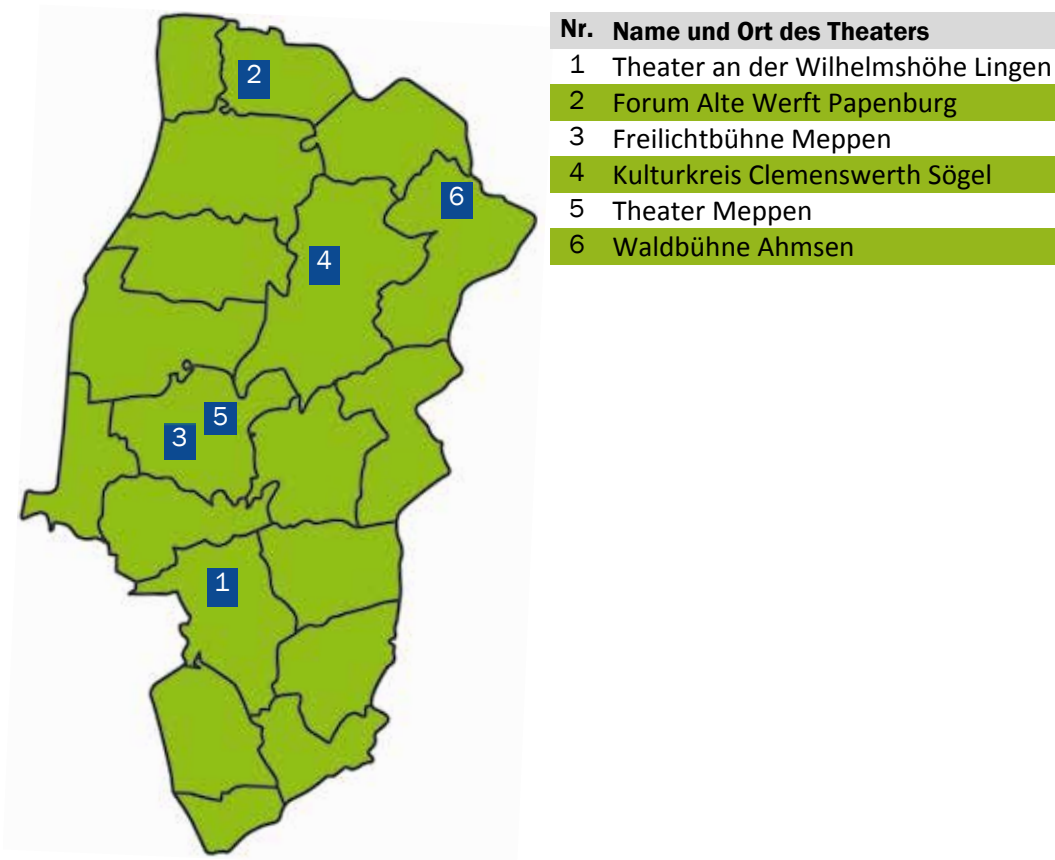 2
6
4
5
3
1
Nr. Name und Ort des Theaters
1 Theater an der Wilhelmshöhe Lingen
2 Forum Alte Werft Papenburg
3 Freilichtbühne Meppen
4 Kulturkreis Clemenswerth Sögel
5 Theater Meppen
6 Waldbühne Ahmsen